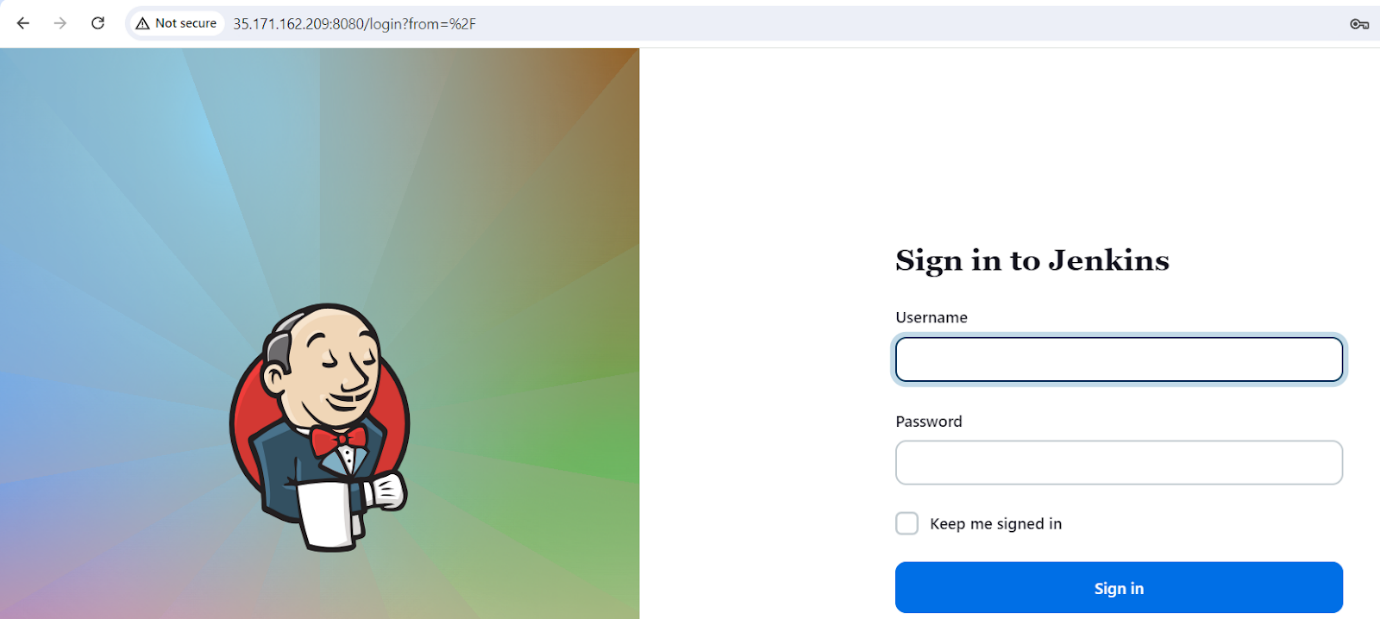 Not secure 35.171.162.209:8080/login?from=%2F
Sign in to Jenkins
Username
Password
Keep me signed in
Sign in